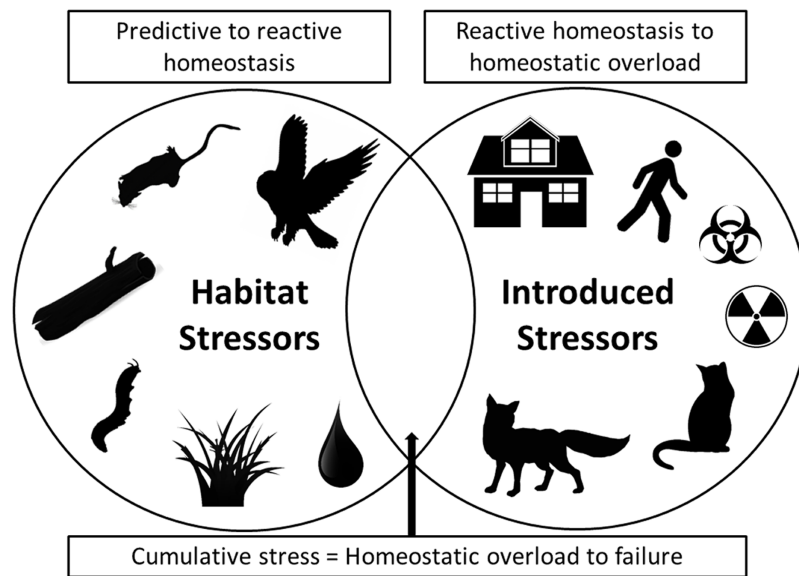 Predictive to reactive
homeostasis
Reactive homeostasis to
homeostatic overload
Habitat
Stressors
Introduced
Stressors
Cumulative stress = Homeostatic overload to failure